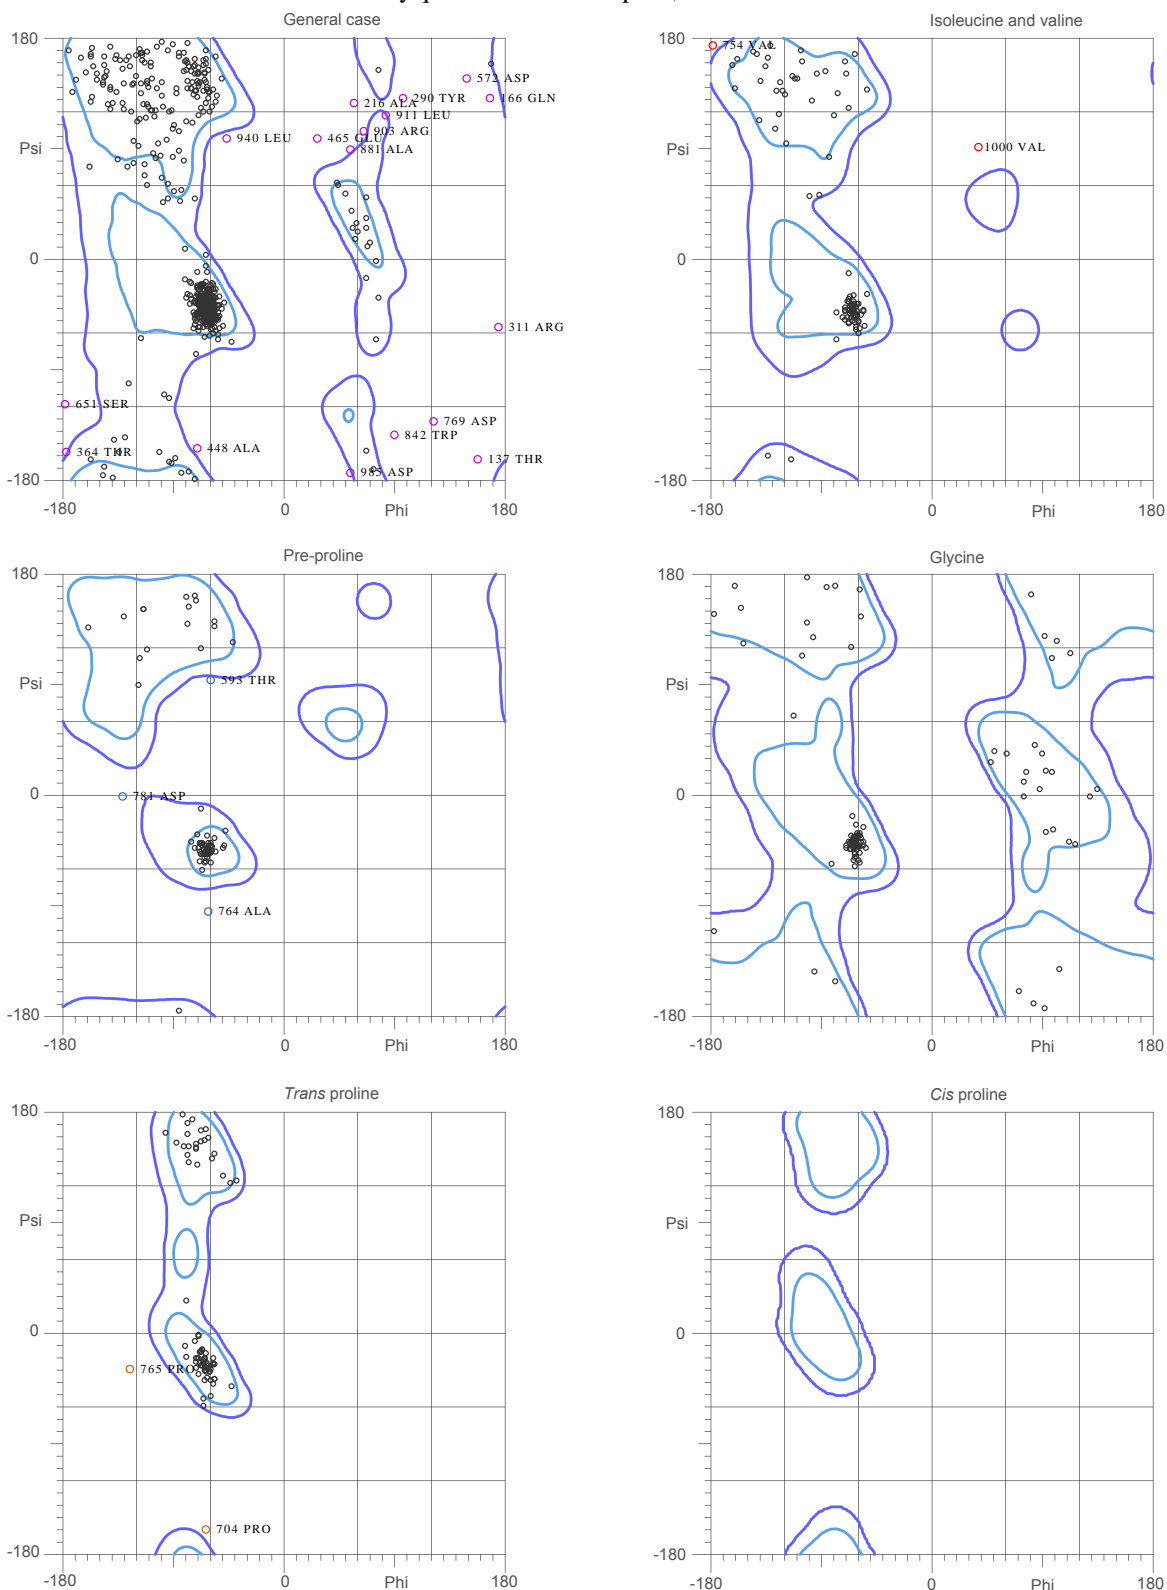 General case
180
Psi
0
-180
-180
0
Phi
180
572 ASP
290 TYR
166 GLN
216 ALA
911 LEU
903 ARG
940 LEU
465 GLU
881 ALA
311 ARG
651 SER
769 ASP
842 TRP
364 THR
448 ALA
137 THR
985 ASP
Isoleucine and valine
180
Psi
0
-180
-180
0
Phi
180
754 VAL
1000 VAL
Pre-proline
180
Psi
0
-180
-180
0
Phi
180
593 THR
781 ASP
764 ALA
Glycine
180
Psi
0
-180
-180
0
Phi
180
Trans proline
180
Psi
0
-180
-180
0
Phi
180
765 PRO
704 PRO
Cis proline
180
Psi
0
-180
-180
0
Phi
180